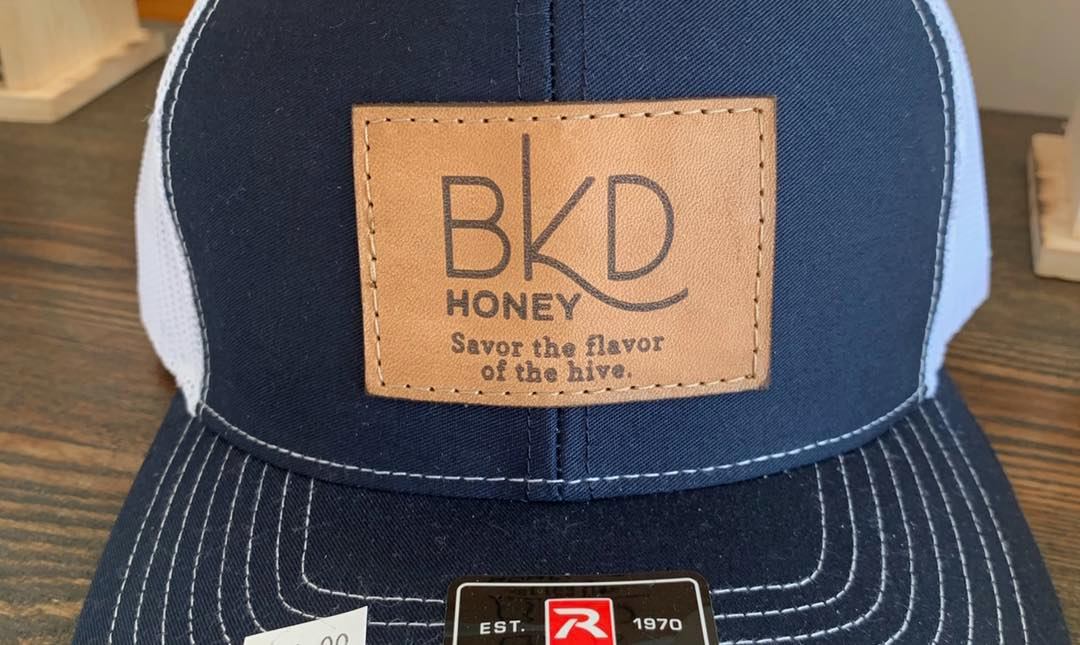 BKD
HONEY
Savor the flavor
of the hive.
EST. R 1970